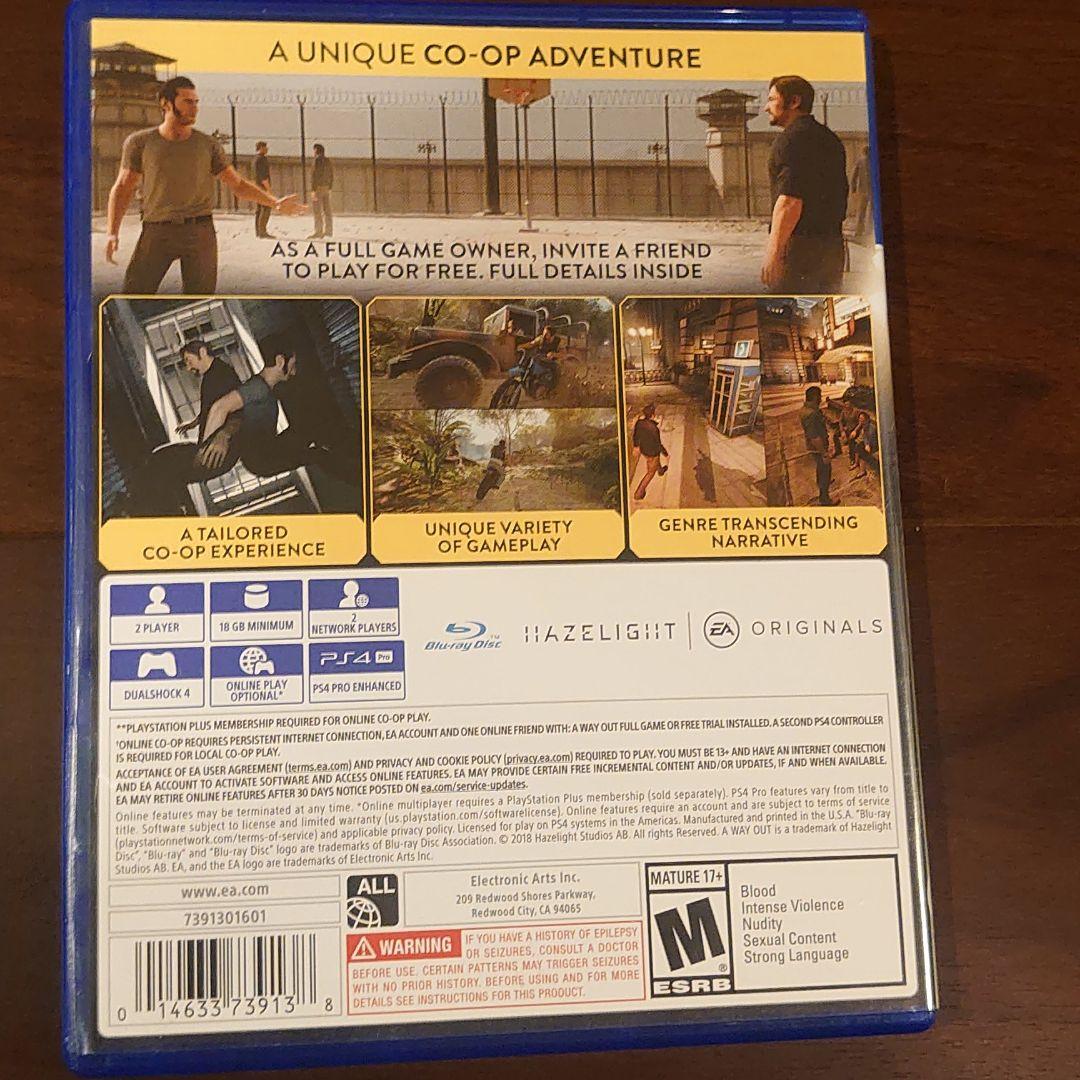 A UNIQUE CO-OP ADVENTURE
AS A FULL GAME OWNER, INVITE A FRIEND
TO PLAY FOR FREE. FULL DETAILS INSIDE
A TAILORED
CO-OP EXPERIENCE
UNIQUE VARIETY
OF GAMEPLAY
GENRE TRANSCENDING
NARRATIVE
2 PLAYER
18 GB MINIMUM
2
NETWORK PLAYERS
DUALSHOCK 4
ONLINE PLAY
OPTIONAL*
PS4 Pro
PS4 PRO ENHANCED
Blu-ray Disc™
HAZELIGHT
EA ORIGINALS
**PLAYSTATION PLUS MEMBERSHIP REQUIRED FOR ONLINE CO-OP PLAY.
†ONLINE CO-OP REQUIRES PERSISTENT INTERNET CONNECTION, EA ACCOUNT AND ONE ONLINE FRIEND WITH: A WAY OUT FULL GAME OR FREE TRIAL INSTALLED. A SECOND PS4 CONTROLLER
IS REQUIRED FOR LOCAL CO-OP PLAY.
ACCEPTANCE OF EA USER AGREEMENT (terms.ea.com) AND PRIVACY AND COOKIE POLICY (privacy.ea.com) REQUIRED TO PLAY. YOU MUST BE 13+ AND HAVE AN INTERNET CONNECTION
AND EA ACCOUNT TO ACTIVATE SOFTWARE AND ACCESS ONLINE FEATURES. EA MAY PROVIDE CERTAIN FREE INCREMENTAL CONTENT AND/OR UPDATES, IF AND WHEN AVAILABLE.
EA MAY RETIRE ONLINE FEATURES AFTER 30 DAYS NOTICE POSTED ON ea.com/service-updates.
Online features may be terminated at any time. *Online multiplayer requires a PlayStation Plus membership (sold separately). PS4 Pro features vary from title to
title. Software subject to license and limited warranty (us.playstation.com/softwarelicense). Online features require an account and are subject to terms of service
(playstationnetwork.com/terms-of-service) and applicable privacy policy. Licensed for play on PS4 systems in the Americas. Manufactured and printed in the U.S.A. "Blu-ray
Disc", "Blu-ray" and "Blu-ray Disc" logo are trademarks of Blu-ray Disc Association. © 2018 Hazelight Studios AB. All rights Reserved. A WAY OUT is a trademark of Hazelight
Studios AB. EA, and the EA logo are trademarks of Electronic Arts Inc.
www.ea.com
7391301601
0 14633 73913 8
ALL
Electronic Arts Inc.
209 Redwood Shores Parkway,
Redwood City, CA 94065
WARNING IF YOU HAVE A HISTORY OF EPILEPSY
OR SEIZURES, CONSULT A DOCTOR
BEFORE USE. CERTAIN PATTERNS MAY TRIGGER SEIZURES
WITH NO PRIOR HISTORY. BEFORE USING AND FOR MORE
DETAILS SEE INSTRUCTIONS FOR THIS PRODUCT.
MATURE 17+
M®
ESRB
Blood
Intense Violence
Nudity
Sexual Content
Strong Language